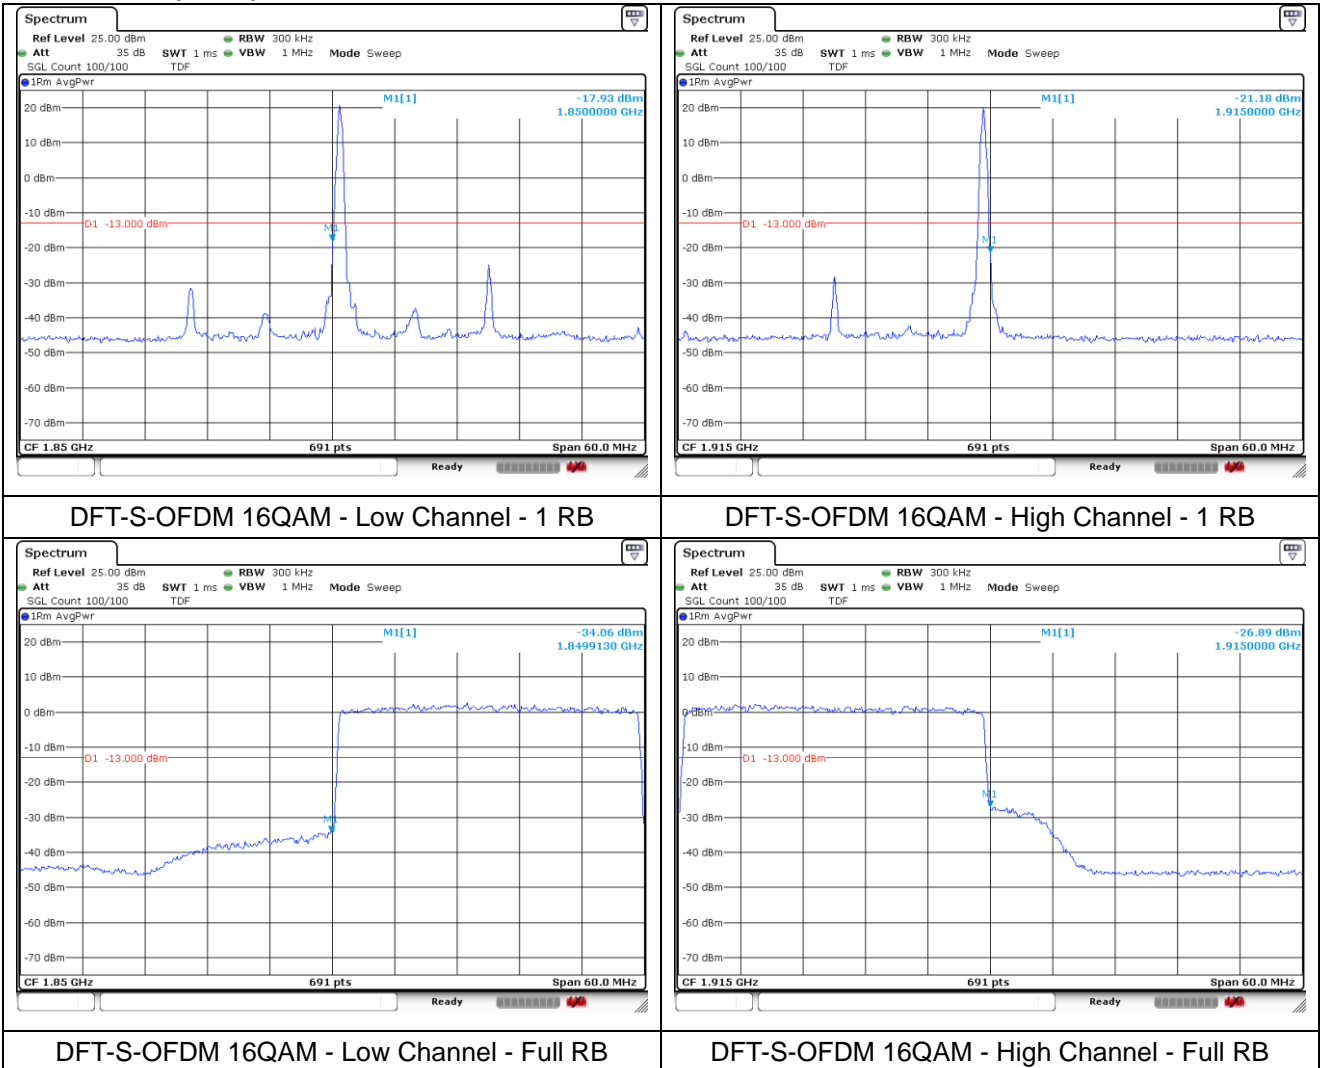 Spectrum
Ref Level 25.00 dBm RBW 300 kHz
Att 35 dB SWT 1 ms VBW 1 MHz Mode Sweep
SGL Count 100/100 TDF
1Rm AvgPwr
M1[1] -17.93 dBm
1.8500000 GHz
20 dBm
10 dBm
0 dBm
-10 dBm
D1 -13.000 dBm
M1
-20 dBm
-30 dBm
-40 dBm
-50 dBm
-60 dBm
-70 dBm
CF 1.85 GHz 691 pts Span 60.0 MHz
Ready
DFT-S-OFDM 16QAM - Low Channel - 1 RB
Spectrum
Ref Level 25.00 dBm RBW 300 kHz
Att 35 dB SWT 1 ms VBW 1 MHz Mode Sweep
SGL Count 100/100 TDF
1Rm AvgPwr
M1[1] -21.18 dBm
1.9150000 GHz
20 dBm
10 dBm
0 dBm
-10 dBm
D1 -13.000 dBm
M1
-20 dBm
-30 dBm
-40 dBm
-50 dBm
-60 dBm
-70 dBm
CF 1.915 GHz 691 pts Span 60.0 MHz
Ready
DFT-S-OFDM 16QAM - High Channel - 1 RB
Spectrum
Ref Level 25.00 dBm RBW 300 kHz
Att 35 dB SWT 1 ms VBW 1 MHz Mode Sweep
SGL Count 100/100 TDF
1Rm AvgPwr
M1[1] -34.06 dBm
1.8499130 GHz
20 dBm
10 dBm
0 dBm
-10 dBm
D1 -13.000 dBm
-20 dBm
-30 dBm
M1
-40 dBm
-50 dBm
-60 dBm
-70 dBm
CF 1.85 GHz 691 pts Span 60.0 MHz
Ready
DFT-S-OFDM 16QAM - Low Channel - Full RB
Spectrum
Ref Level 25.00 dBm RBW 300 kHz
Att 35 dB SWT 1 ms VBW 1 MHz Mode Sweep
SGL Count 100/100 TDF
1Rm AvgPwr
M1[1] -26.89 dBm
1.9150000 GHz
20 dBm
10 dBm
0 dBm
-10 dBm
D1 -13.000 dBm
-20 dBm
M1
-30 dBm
-40 dBm
-50 dBm
-60 dBm
-70 dBm
CF 1.915 GHz 691 pts Span 60.0 MHz
Ready
DFT-S-OFDM 16QAM - High Channel - Full RB